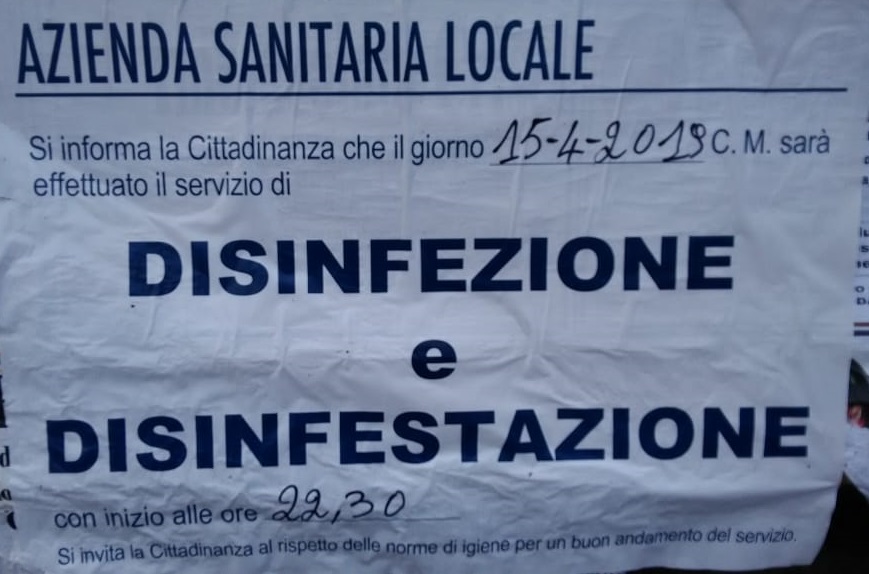 AZIENDA SANITARIA LOCALE
Si informa la Cittadinanza che il giorno 15-4-2019 C. M. sarà
effettuato il servizio di
DISINFEZIONE
e
DISINFESTAZIONE
con inizio alle ore 22,30
Si invita la Cittadinanza al rispetto delle norme di igiene per un buon andamento del servizio.